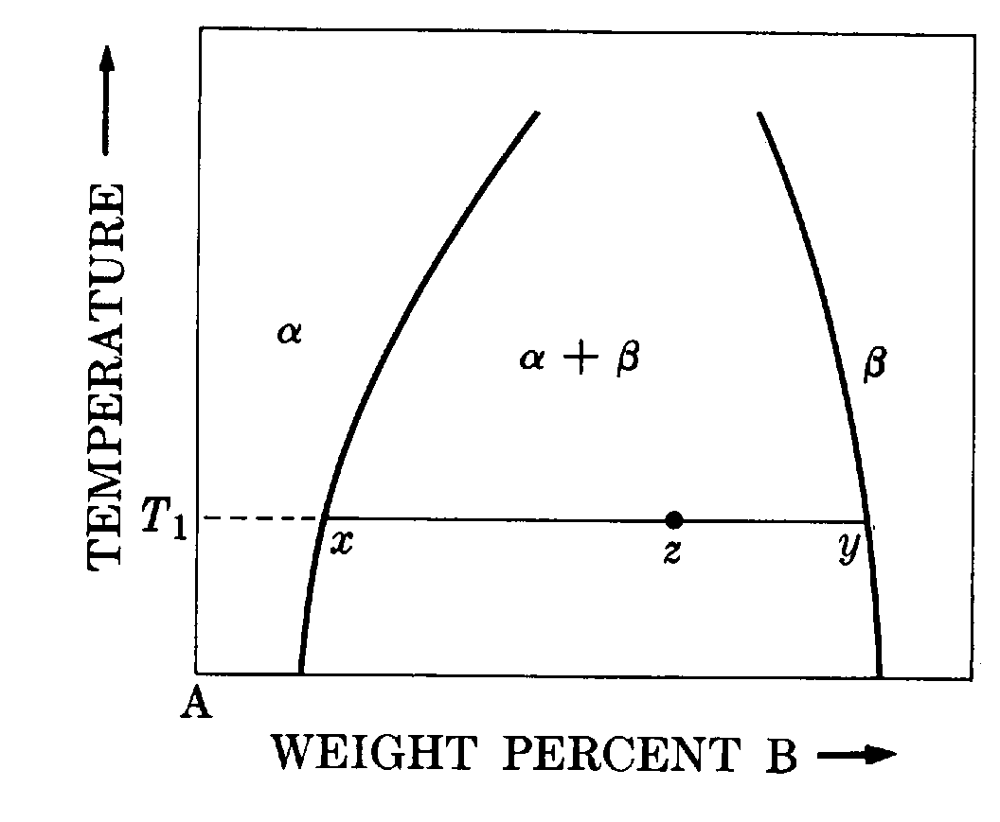 TEMPERATURE
α
α + β
β
T₁
x
z
y
A
WEIGHT PERCENT B